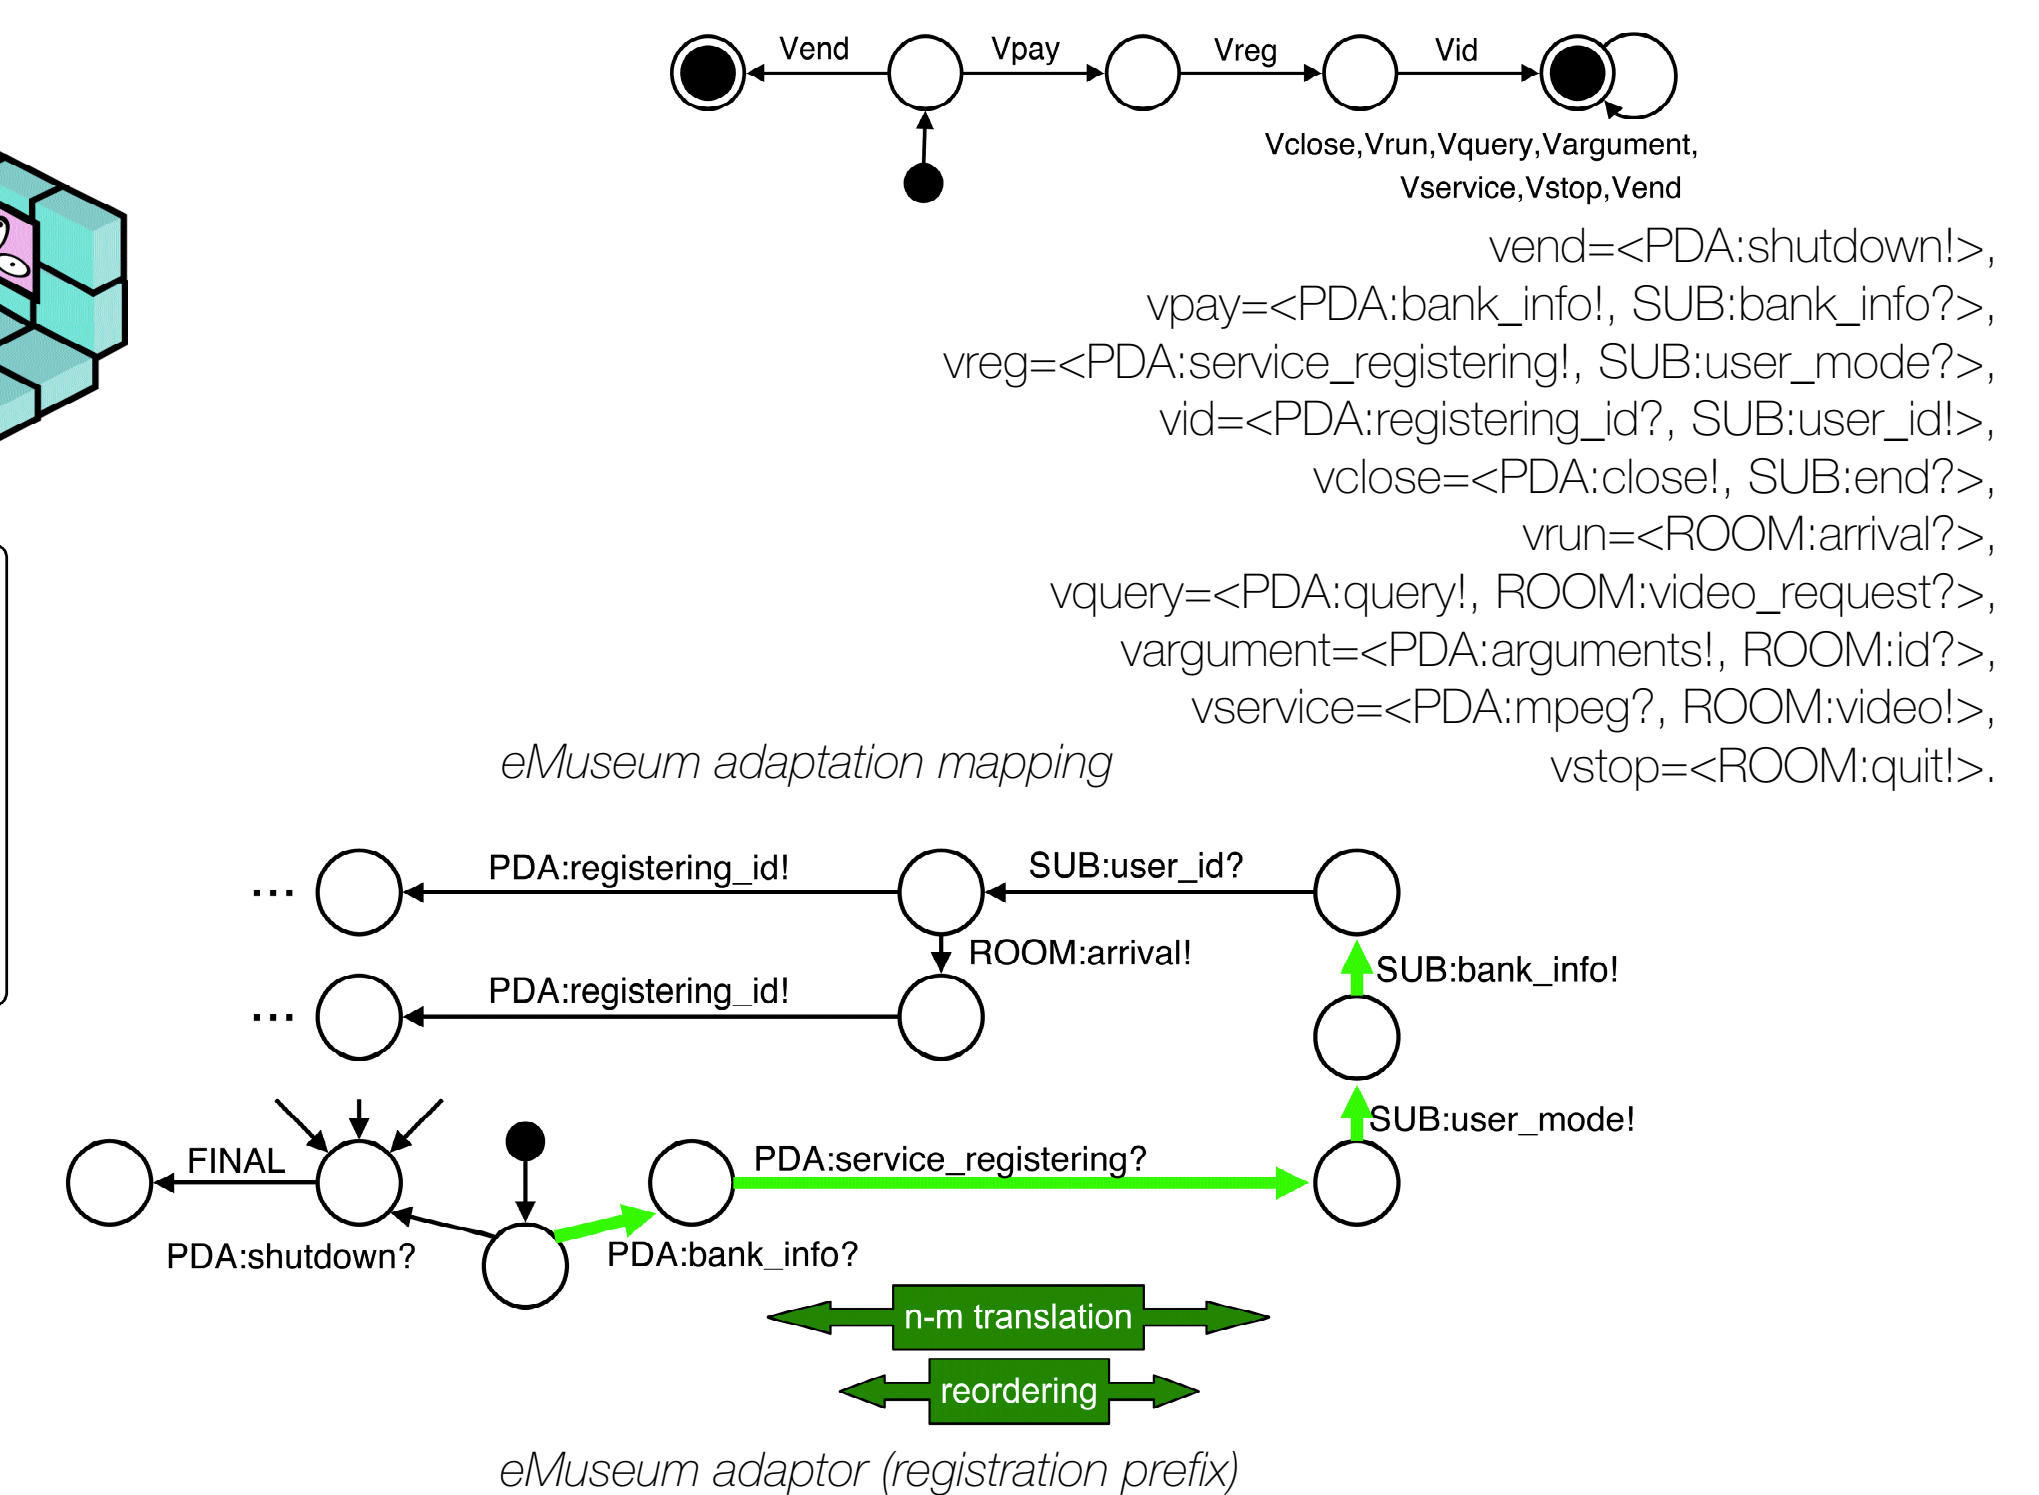 Vend Vpay Vreg Vid
Vclose,Vrun,Vquery,Vargument,
Vservice,Vstop,Vend
vend=<PDA:shutdown!>,
vpay=<PDA:bank_info!, SUB:bank_info?>,
vreg=<PDA:service_registering!, SUB:user_mode?>,
vid=<PDA:registering_id?, SUB:user_id!>,
vclose=<PDA:close!, SUB:end?>,
vrun=<ROOM:arrival?>,
vquery=<PDA:query!, ROOM:video_request?>,
vargument=<PDA:arguments!, ROOM:id?>,
vservice=<PDA:mpeg?, ROOM:video!>,
eMuseum adaptation mapping
vstop=<ROOM:quit!>.
... PDA:registering_id! SUB:user_id?
ROOM:arrival!
SUB:bank_info!
... PDA:registering_id!
SUB:user_mode!
FINAL
PDA:service_registering?
PDA:shutdown?
PDA:bank_info?
n-m translation
reordering
eMuseum adaptor (registration prefix)